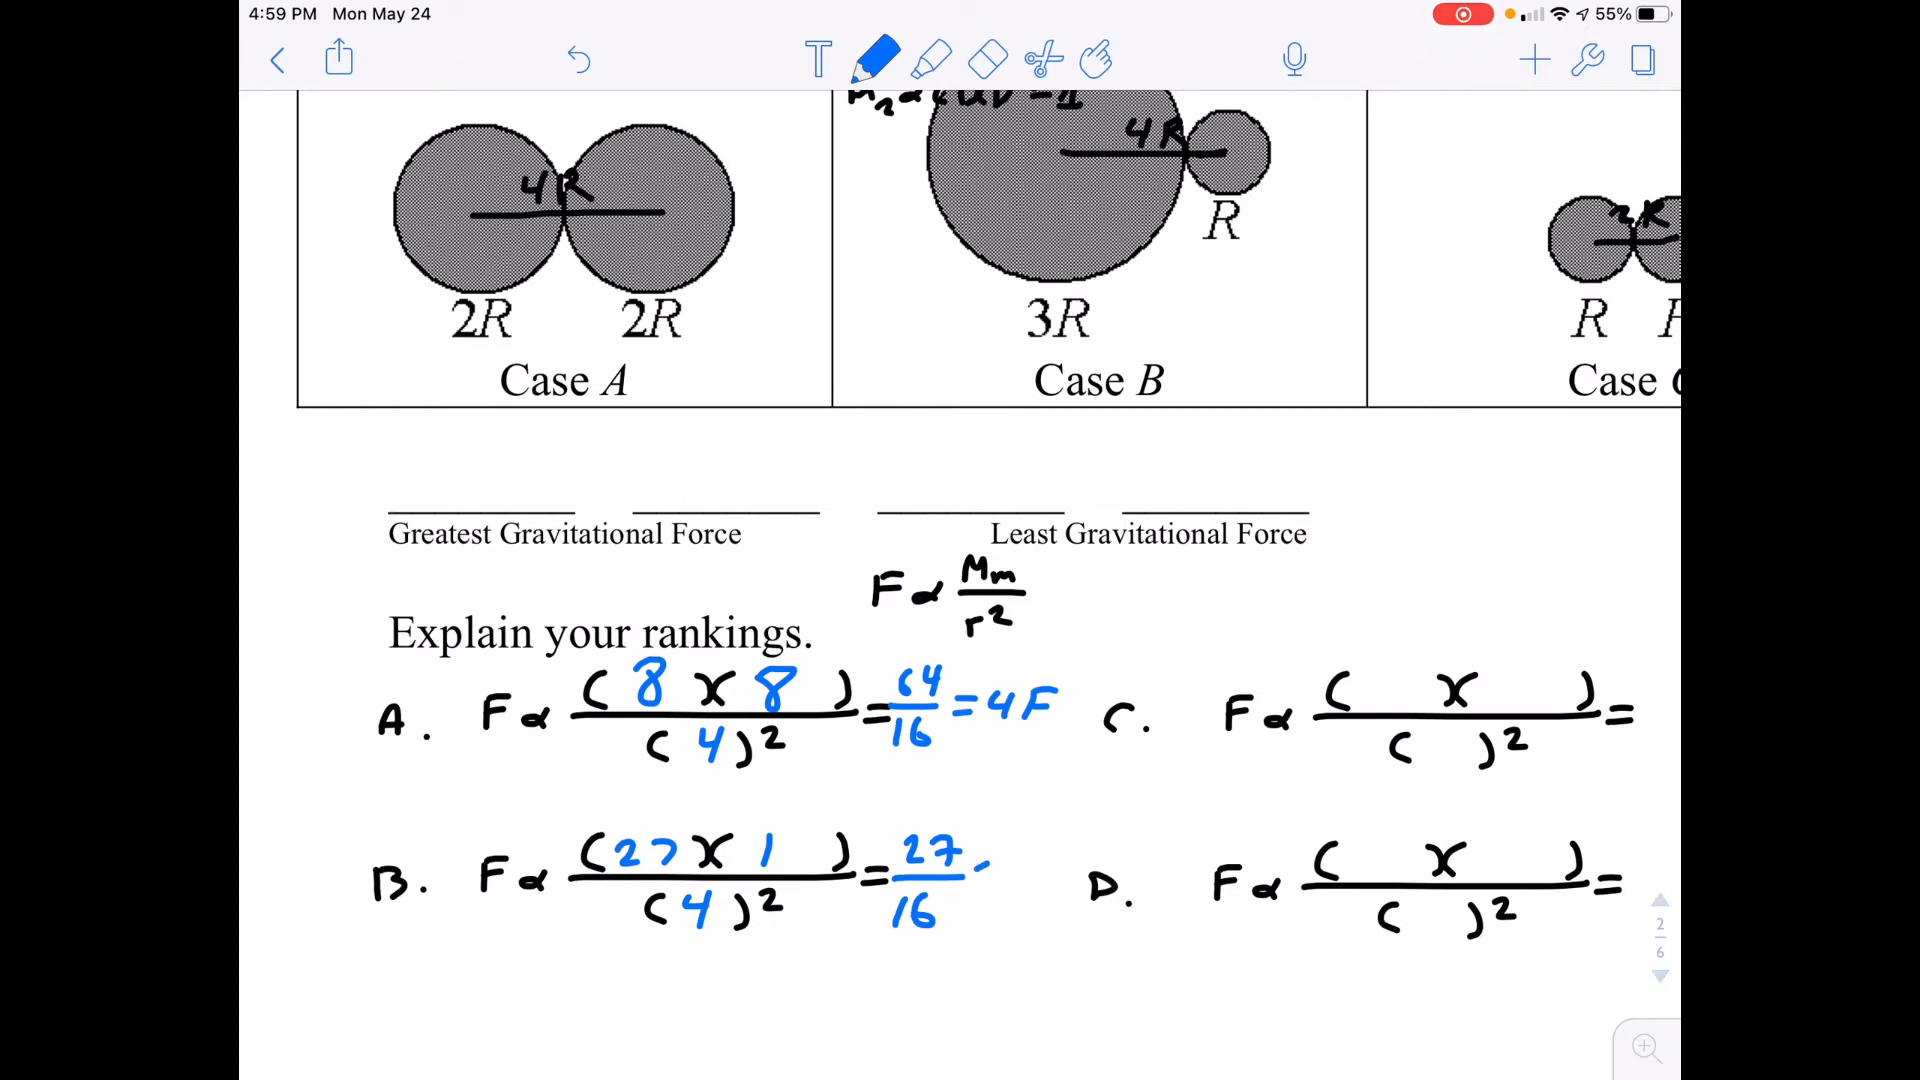 4:59 PM Mon May 24
55%
4R
4R
2R
R
2R 2R
3R
R
Case A
Case B
Case
Greatest Gravitational Force
Least Gravitational Force
F ∝ Mm / r²
Explain your rankings.
A. F ∝ (8 X 8) / (4)² = 64/16 = 4F
C. F ∝ ( X ) / ( )² =
B. F ∝ (27 X 1) / (4)² = 27/16
D. F ∝ ( X ) / ( )² =
2
6